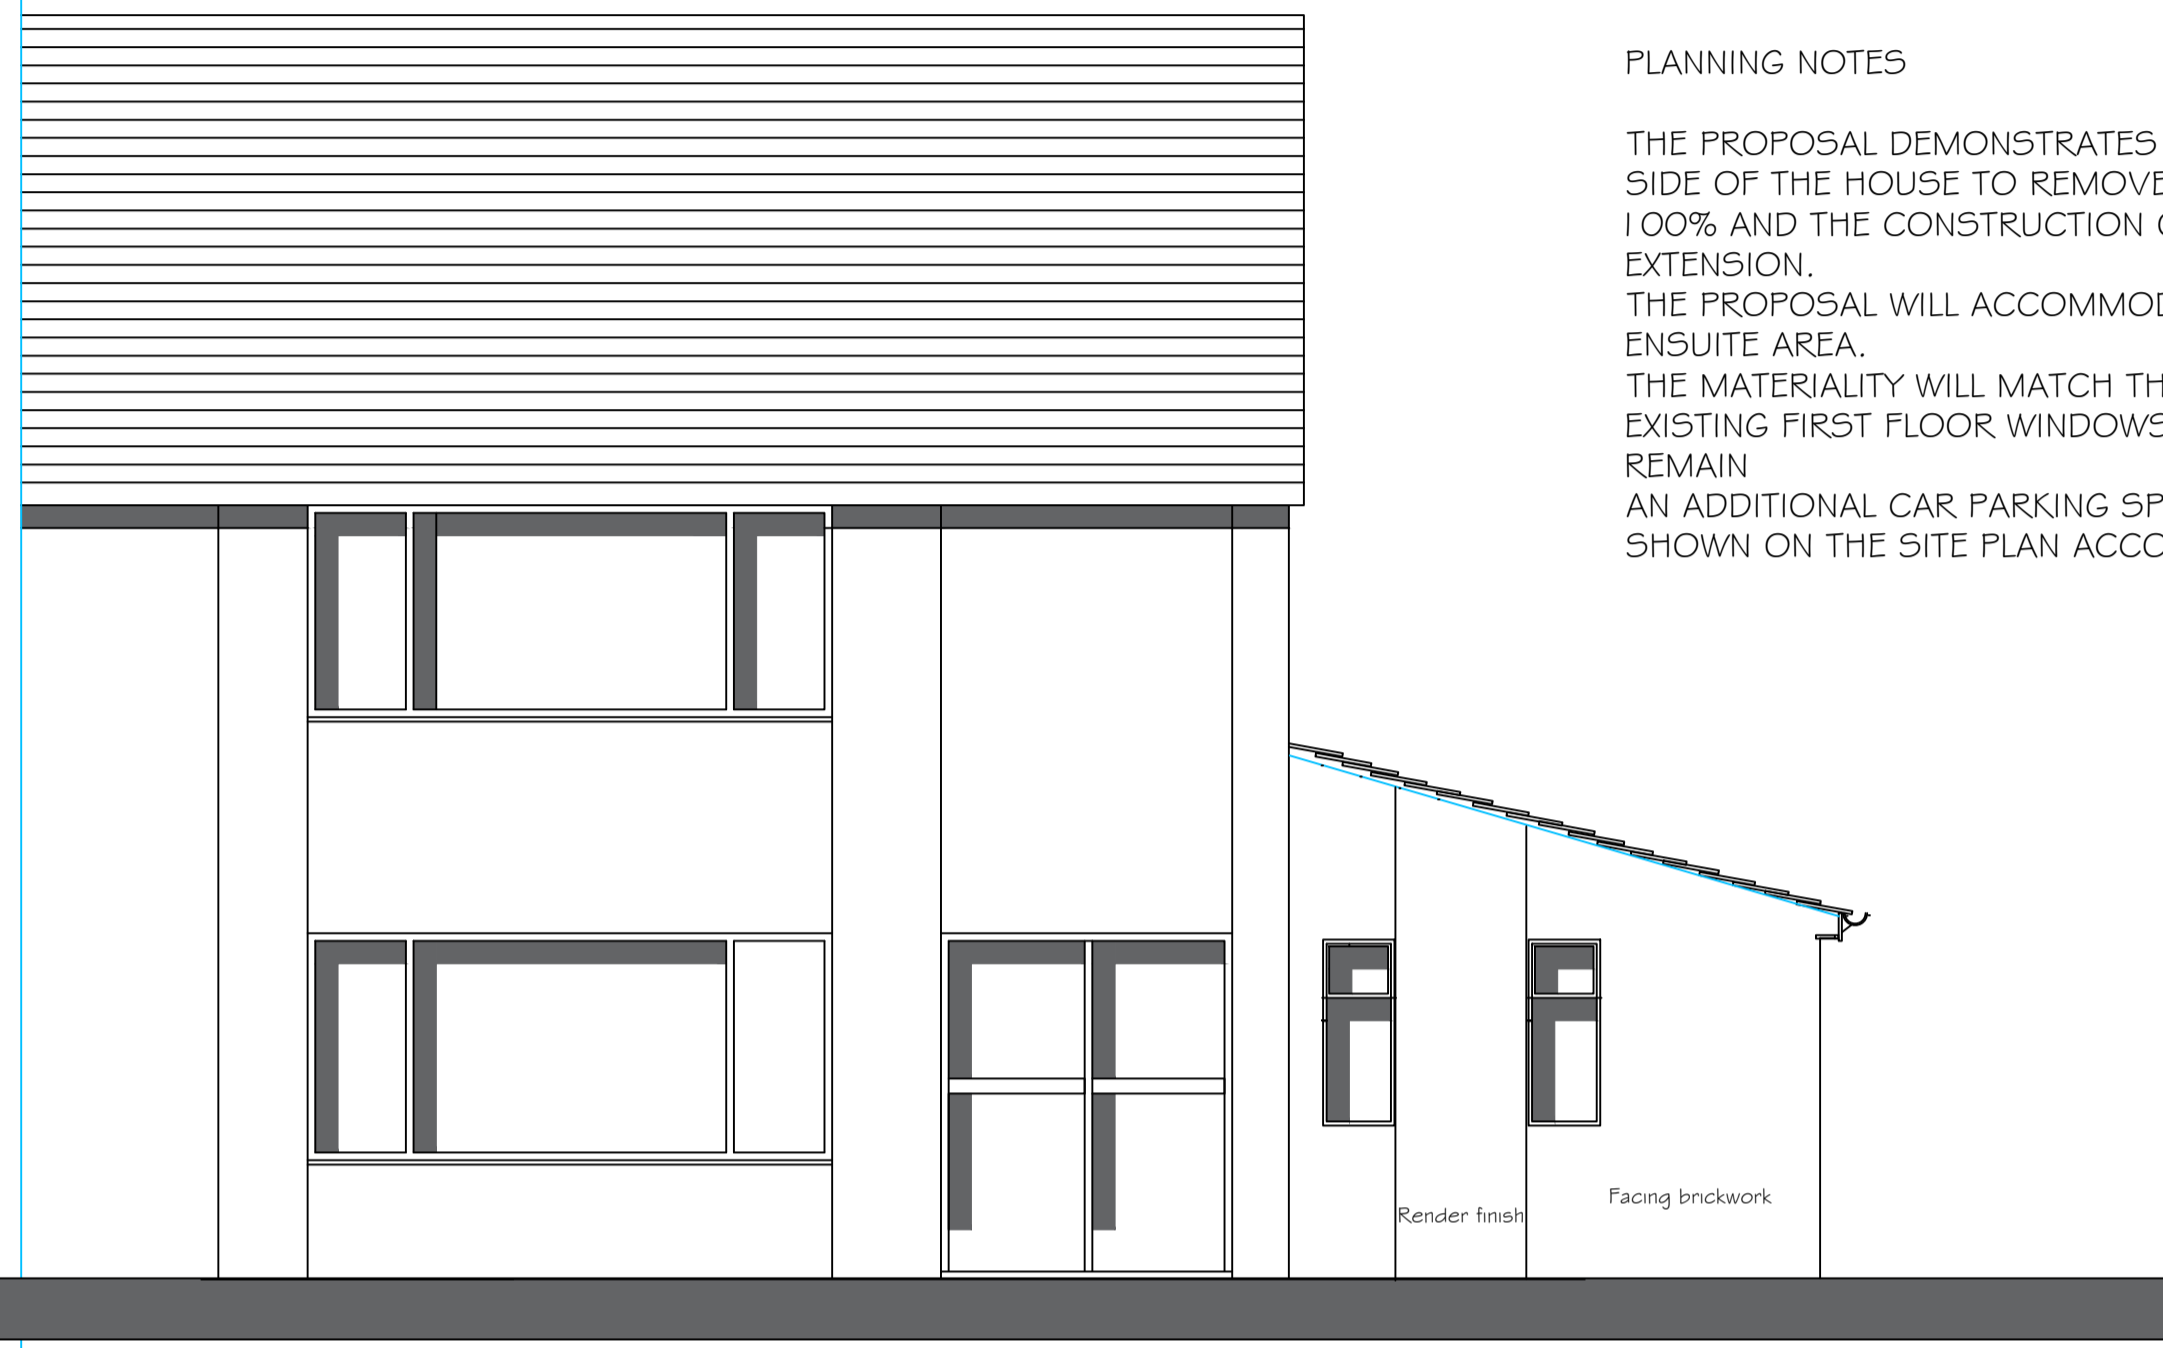 PLANNING NOTES
THE PROPOSAL DEMONSTRATES
SIDE OF THE HOUSE TO REMOVE
100% AND THE CONSTRUCTION
EXTENSION.
THE PROPOSAL WILL ACCOMMOD
ENSUITE AREA.
THE MATERIALITY WILL MATCH TH
EXISTING FIRST FLOOR WINDOWS
REMAIN
AN ADDITIONAL CAR PARKING SP
SHOWN ON THE SITE PLAN ACCO
Facing brickwork
Render finish